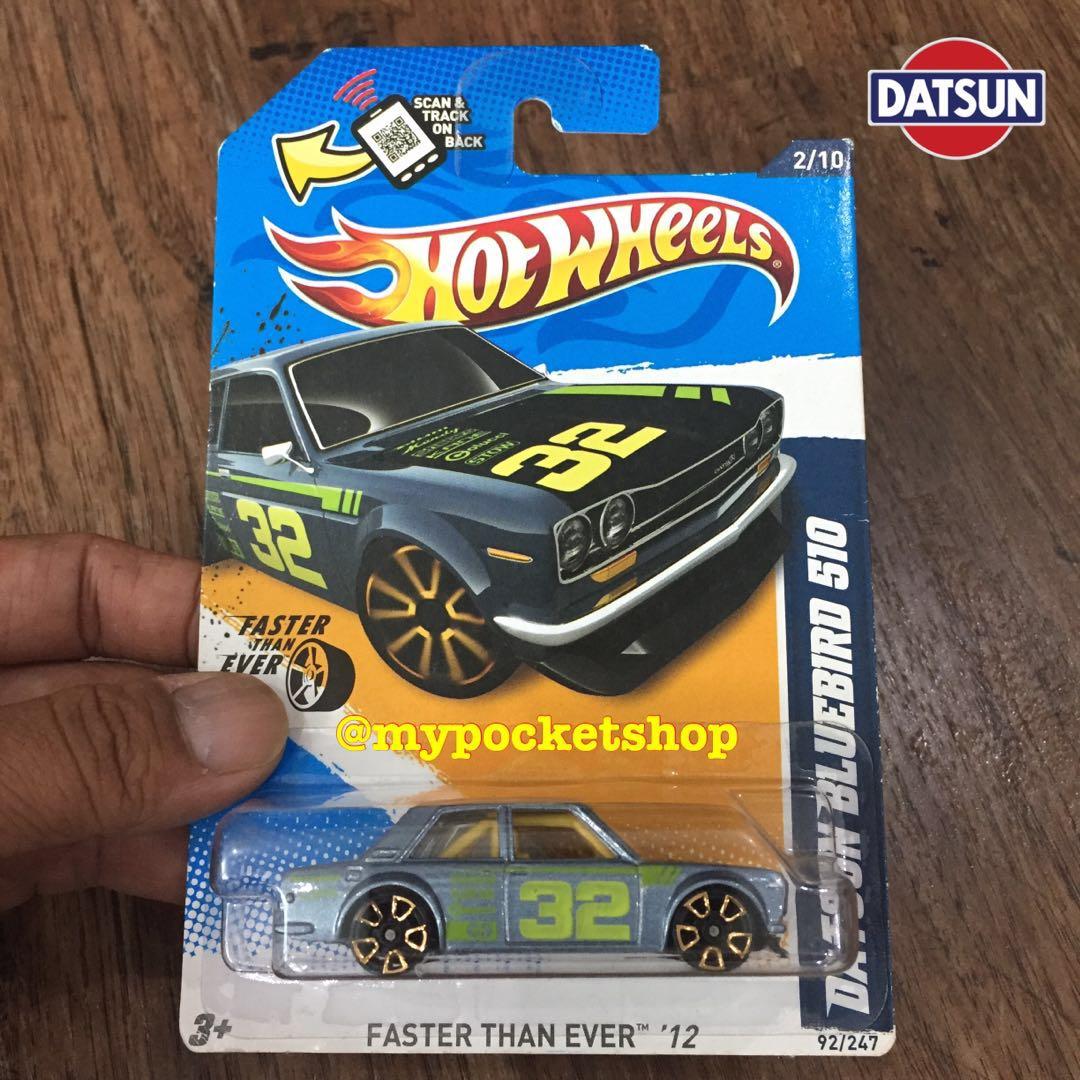 SCAN &
TRACK
ON
BACK
DATSUN
2/10
HOT WHEELS®
32
32
FASTER
THAN
EVER™
DATSUN BLUEBIRD 510
@mypocketshop
32
3+
FASTER THAN EVER™ '12
92/247